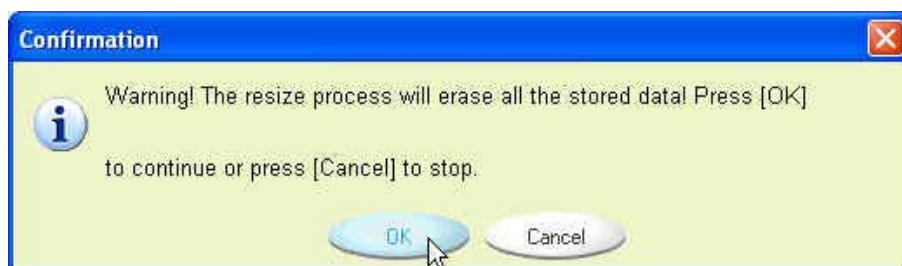 Confirmation
Warning! The resize process will erase all the stored data! Press [OK]
to continue or press [Cancel] to stop.
OK
Cancel